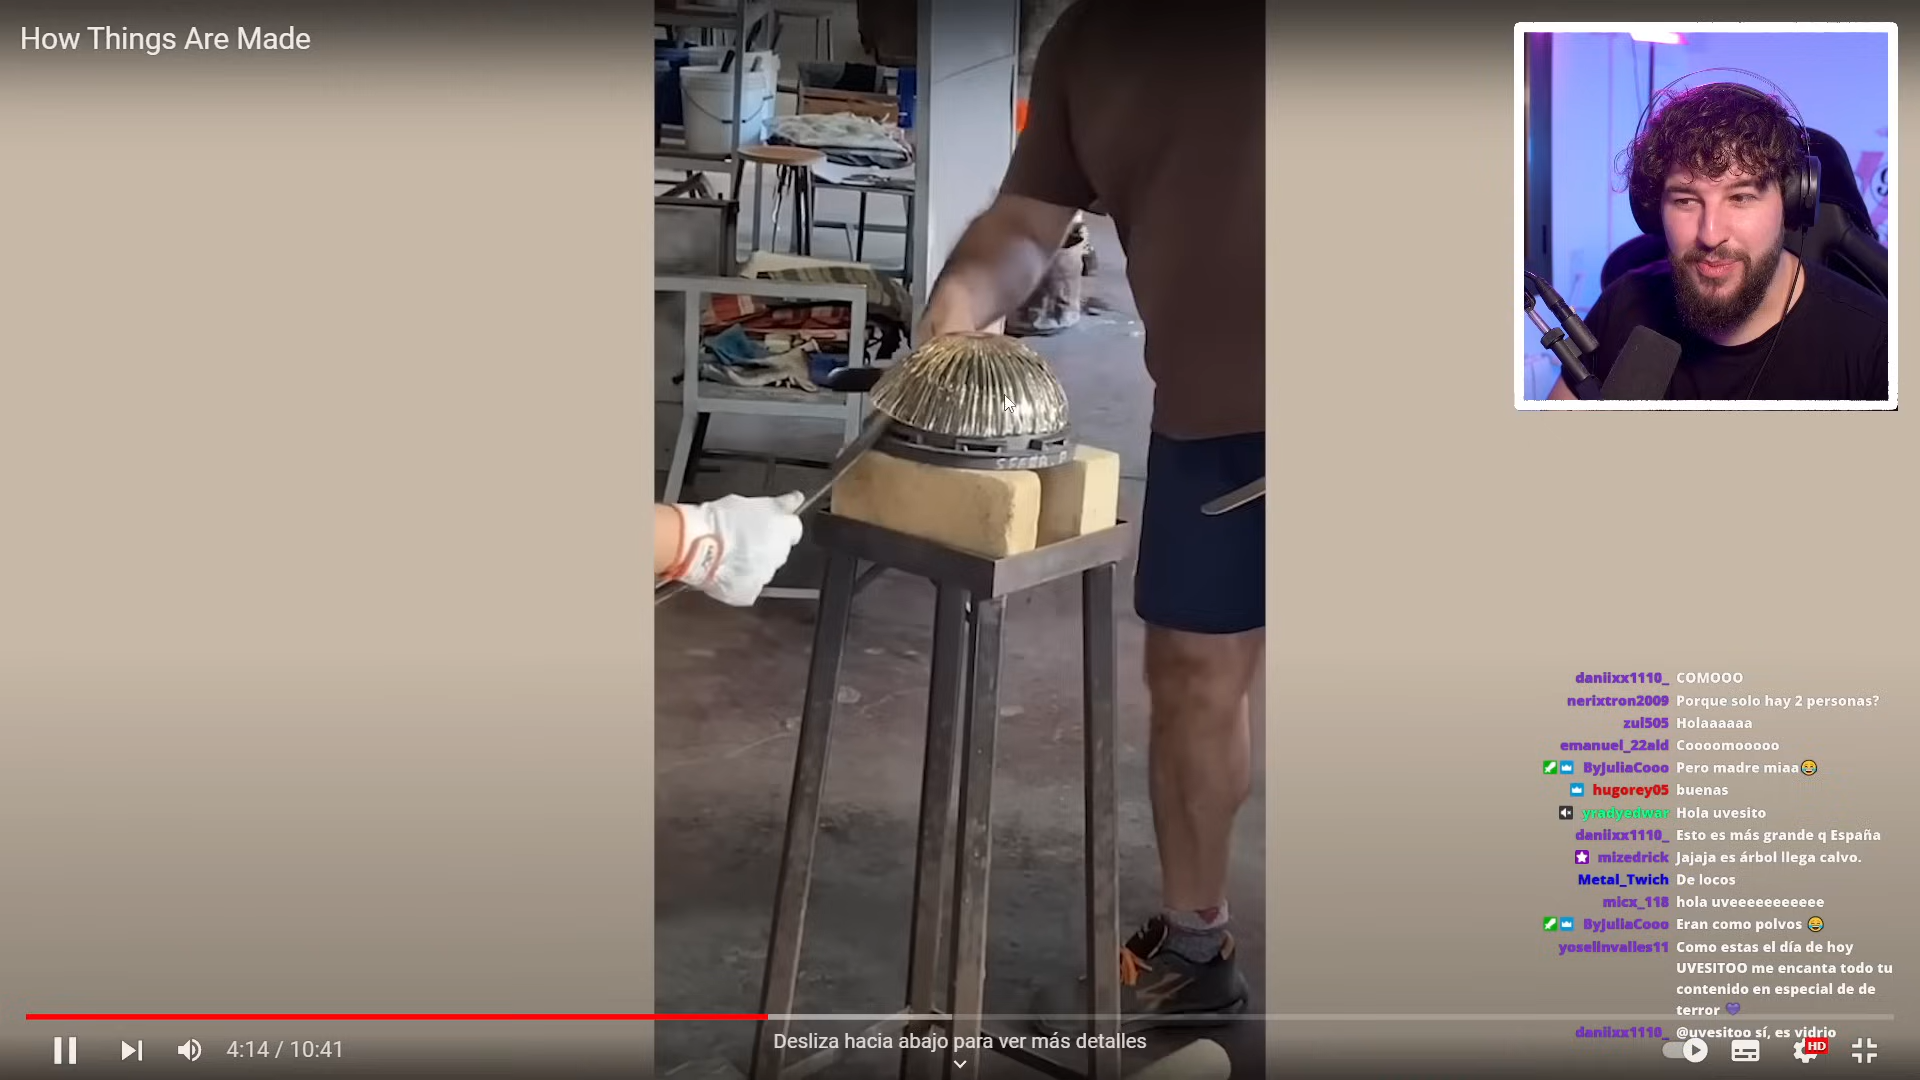 How Things Are Made
daniixx1110_ COMOOO
nerixtron2009 Porque solo hay 2 personas?
zul505 Holaaaaaa
emanuel_22ald Coooomooooo
ByJuliaCooo Pero madre miaa😂
hugorey05 buenas
yradyedwar Hola uvesito
daniixx1110_ Esto es más grande q España
mizedrick Jajaja es árbol llega calvo.
Metal_Twich De locos
micx_118 hola uveeeeeeeeeee
ByJuliaCooo Eran como polvos 😂
yoselinvalles11 Como estas el día de hoy
UVESITOO me encanta todo tu
contenido en especial de de
terror 💜
daniixx1110_ @uvesitoo sí, es vidrio
4:14 / 10:41
Desliza hacia abajo para ver más detalles
HD